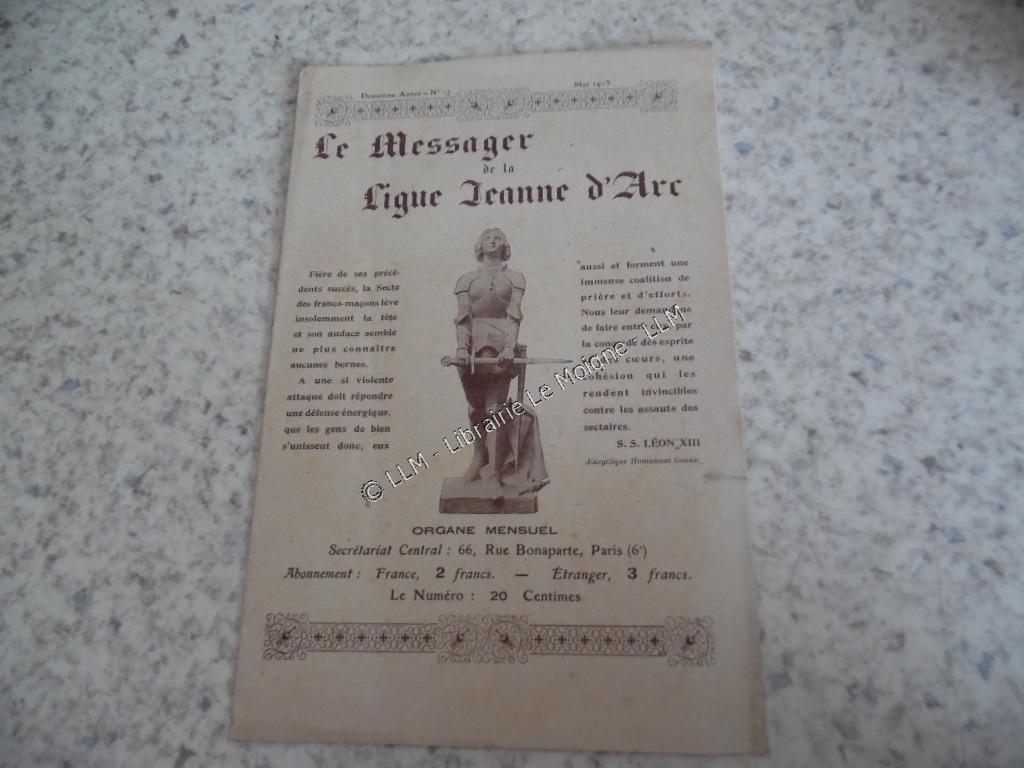 Deuxième Année - N° 17
Mai 1913
Le Messager
de la
Ligue Jeanne d'Arc
Fière de ses précé-
dents succès, la Secte
des francs-maçons lève
insolemment la tête
et son audace semble
ne plus connaître
aucunes bornes.
A une si violente
attaque doit répondre
une défense énergique,
que les gens de bien
s'unissent donc, eux
aussi et forment une
immense coalition de
prière et d'efforts.
Nous leur demandons
de faire entre eux par
la concorde des esprits
et des cœurs, une
cohésion qui les
rendent invincibles
contre les assauts des
sectaires.
S. S. LÉON XIII
(Encyclique Humanum Genus)
ORGANE MENSUEL
Secrétariat Central : 66, Rue Bonaparte, Paris (6e)
Abonnement : France, 2 francs. — Étranger, 3 francs.
Le Numéro : 20 Centimes
© LLM - Librairie Le Moigne - LLM